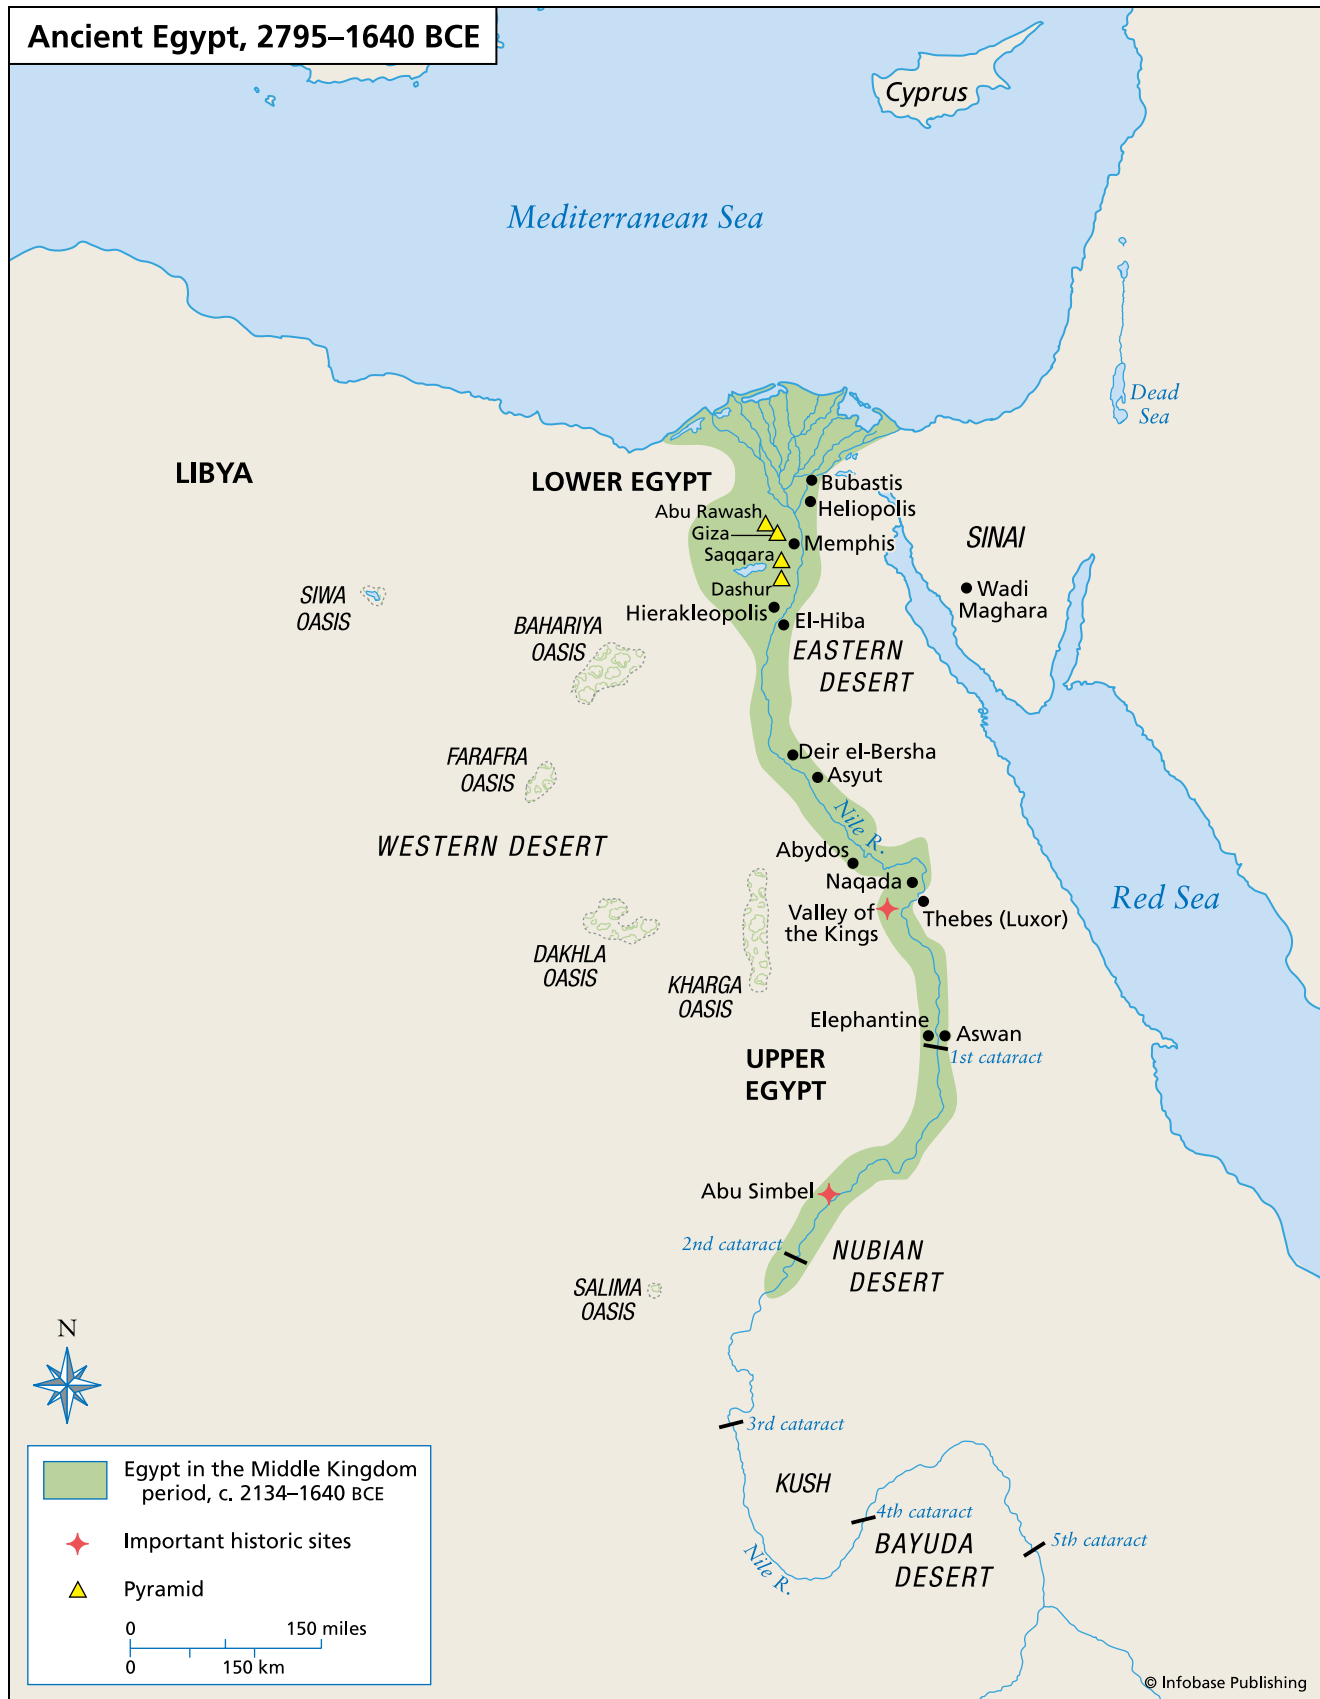 Ancient Egypt, 2795–1640 BCE
Cyprus
Mediterranean Sea
Dead
Sea
LIBYA
LOWER EGYPT
Bubastis
Heliopolis
Abu Rawash
Giza
Memphis
Saqqara
Dashur
SINAI
Wadi
Maghara
SIWA
OASIS
Hierakleopolis
El-Hiba
BAHARIYA
OASIS
EASTERN
DESERT
FARAFRA
OASIS
Deir el-Bersha
Asyut
Nile R.
WESTERN DESERT
Abydos
Naqada
Valley of
the Kings
Thebes (Luxor)
Red Sea
DAKHLA
OASIS
KHARGA
OASIS
Elephantine
Aswan
1st cataract
UPPER
EGYPT
Abu Simbel
2nd cataract
NUBIAN
DESERT
SALIMA
OASIS
N
3rd cataract
KUSH
4th cataract
BAYUDA
DESERT
5th cataract
Nile R.
Egypt in the Middle Kingdom
period, c. 2134–1640 BCE
Important historic sites
Pyramid
0 150 miles
0 150 km
© Infobase Publishing